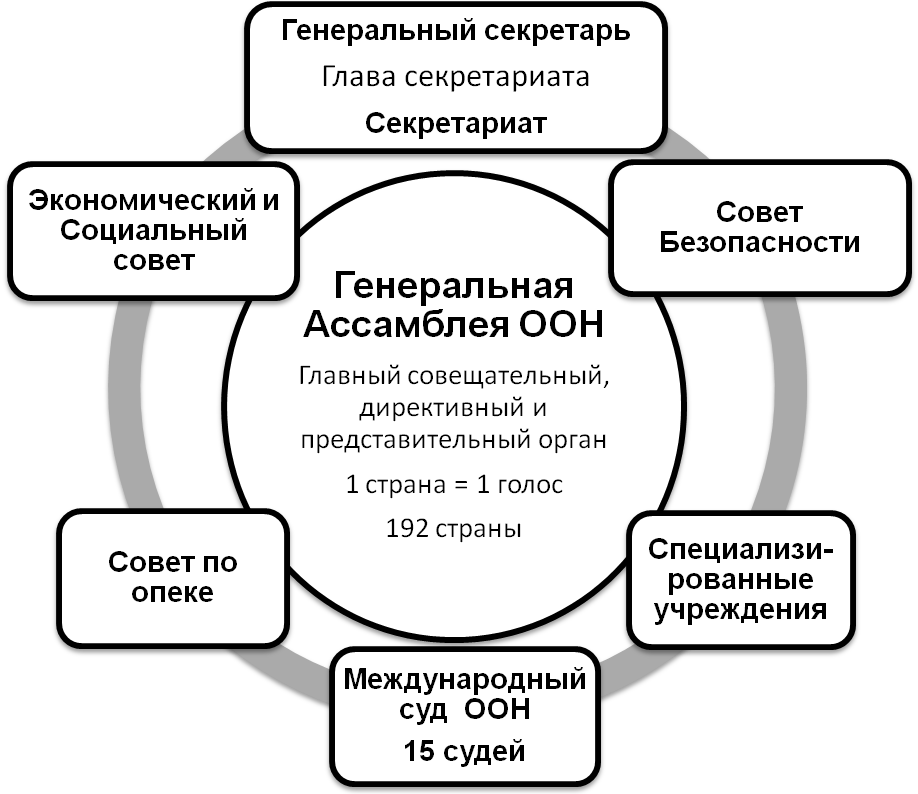 Генеральный секретарь
Глава секретариата
Секретариат
Экономический и
Социальный
совет
Совет
Безопасности
Генеральная
Ассамблея ООН
Главный совещательный,
директивный и
представительный орган
1 страна = 1 голос
192 страны
Совет по
опеке
Специализи-
рованные
учреждения
Международный
суд ООН
15 судей